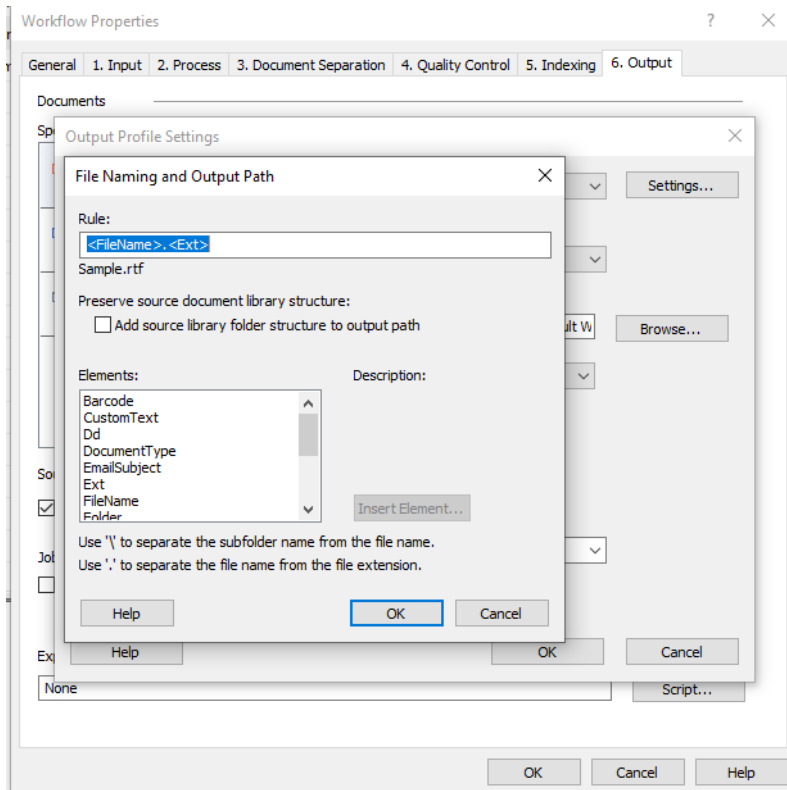 Workflow Properties
?
General 1. Input 2. Process 3. Document Separation 4. Quality Control 5. Indexing 6. Output
Documents
Output Profile Settings
File Naming and Output Path
Settings...
Rule:
<FileName>.<Ext>
Sample.rtf
Preserve source document library structure:
Add source library folder structure to output path
Browse...
Elements:
Description:
Barcode
CustomText
Dd
DocumentType
EmailSubject
Ext
FileName
Folder
Insert Element...
Use '\' to separate the subfolder name from the file name.
Use '.' to separate the file name from the file extension.
Help OK Cancel
Help OK Cancel
None
Script...
OK Cancel Help